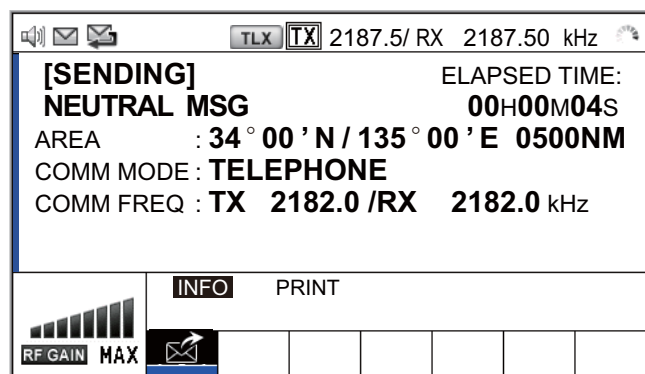 TLX TX 2187.5/ RX 2187.50 kHz
[SENDING] ELAPSED TIME:
NEUTRAL MSG 00H00M04S
AREA : 34°00’N / 135°00’E 0500NM
COMM MODE : TELEPHONE
COMM FREQ : TX 2182.0 /RX 2182.0 kHz
INFO PRINT
RF GAIN MAX